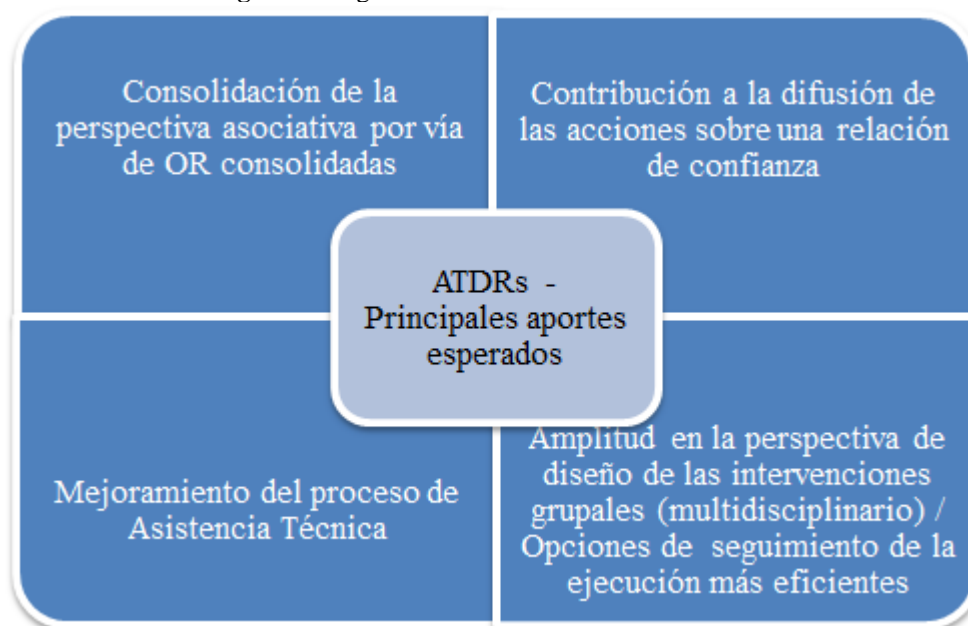 Consolidación de la
perspectiva asociativa por vía
de OR consolidadas
Contribución a la difusión de
las acciones sobre una relación
de confianza
ATDRs -
Principales aportes
esperados
Mejoramiento del proceso de
Asistencia Técnica
Amplitud en la perspectiva de
diseño de las intervenciones
grupales (multidisciplinario) /
Opciones de seguimiento de la
ejecución más eficientes